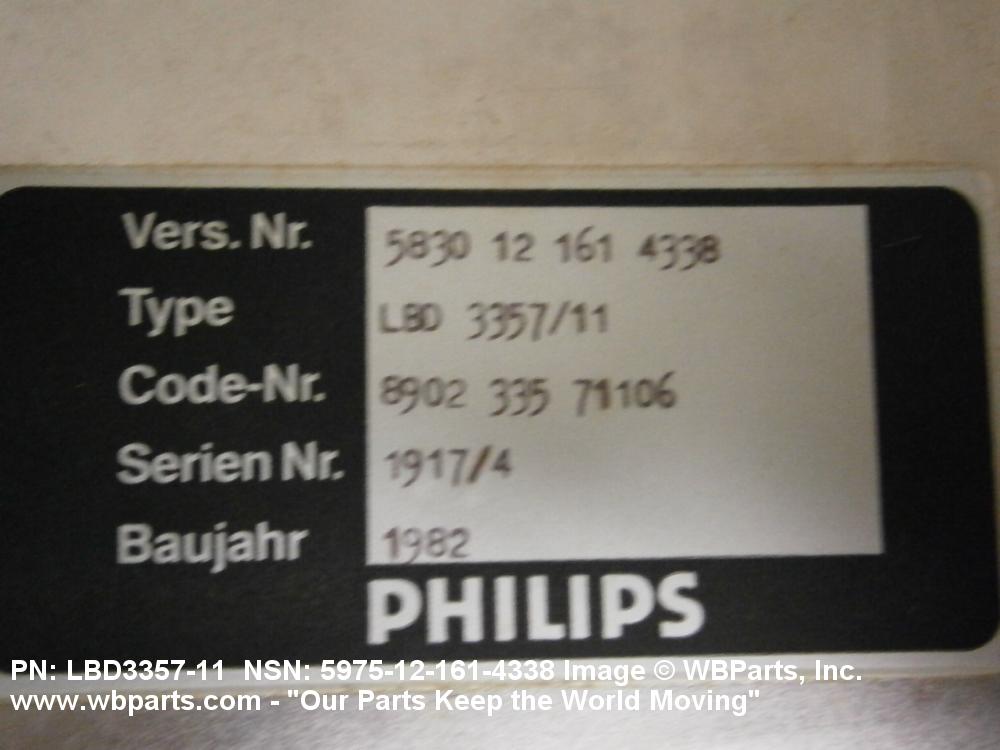 Vers. Nr. 5830 12 161 4338
Type LBD 3357/11
Code-Nr. 8902 335 71106
Serien Nr. 1917/4
Baujahr 1982
PHILIPS
PN: LBD3357-11 NSN: 5975-12-161-4338 Image © WBParts, Inc.
www.wbparts.com - "Our Parts Keep the World Moving"